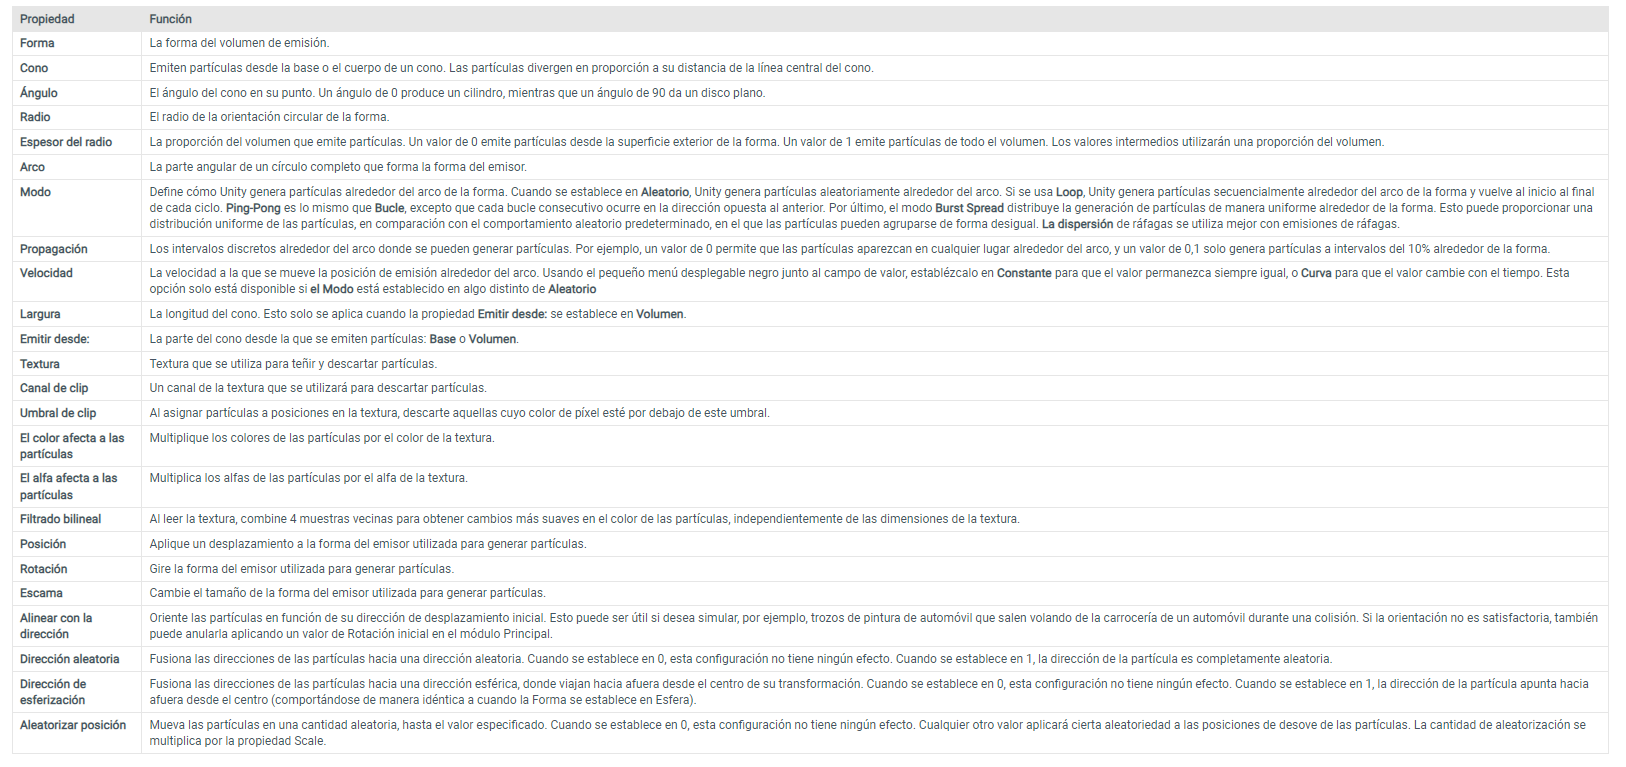 Propiedad Función
Forma La forma del volumen de emisión.
Cono Emiten partículas desde la base o el cuerpo de un cono. Las partículas divergen en proporción a su distancia de la línea central del cono.
Ángulo El ángulo del cono en su punto. Un ángulo de 0 produce un cilindro, mientras que un ángulo de 90 da un disco plano.
Radio El radio de la orientación circular de la forma.
Espesor del radio La proporción del volumen que emite partículas. Un valor de 0 emite partículas desde la superficie exterior de la forma. Un valor de 1 emite partículas de todo el volumen. Los valores intermedios utilizarán una proporción del volumen.
Arco La parte angular de un círculo completo que forma la forma del emisor.
Modo Define cómo Unity genera partículas alrededor del arco de la forma. Cuando se establece en Aleatorio, Unity genera partículas aleatoriamente alrededor del arco. Si se usa Loop, Unity genera partículas secuencialmente alrededor del arco de la forma y vuelve al inicio al final
de cada ciclo. Ping-Pong es lo mismo que Bucle, excepto que cada bucle consecutivo ocurre en la dirección opuesta al anterior. Por último, el modo Burst Spread distribuye la generación de partículas de manera uniforme alrededor de la forma. Esto puede proporcionar una
distribución uniforme de las partículas, en comparación con el comportamiento aleatorio predeterminado, en el que las partículas pueden agruparse de forma desigual. La dispersión de ráfagas se utiliza mejor con emisiones de ráfagas.
Propagación Los intervalos discretos alrededor del arco donde se pueden generar partículas. Por ejemplo, un valor de 0 permite que las partículas aparezcan en cualquier lugar alrededor del arco, y un valor de 0,1 solo genera partículas a intervalos del 10% alrededor de la forma.
Velocidad La velocidad a la que se mueve la posición de emisión alrededor del arco. Usando el pequeño menú desplegable negro junto al campo de valor, establézcalo en Constante para que el valor permanezca siempre igual, o Curva para que el valor cambie con el tiempo. Esta
opción solo está disponible si el Modo está establecido en algo distinto de Aleatorio
Largura La longitud del cono. Esto solo se aplica cuando la propiedad Emitir desde: se establece en Volumen.
Emitir desde: La parte del cono desde la que se emiten partículas: Base o Volumen.
Textura Textura que se utiliza para teñir y descartar partículas.
Canal de clip Un canal de la textura que se utilizará para descartar partículas.
Umbral de clip Al asignar partículas a posiciones en la textura, descarte aquellas cuyo color de píxel esté por debajo de este umbral.
El color afecta a las Multiplique los colores de las partículas por el color de la textura.
partículas
El alfa afecta a las Multiplica los alfas de las partículas por el alfa de la textura.
partículas
Filtrado bilineal Al leer la textura, combine 4 muestras vecinas para obtener cambios más suaves en el color de las partículas, independientemente de las dimensiones de la textura.
Posición Aplique un desplazamiento a la forma del emisor utilizada para generar partículas.
Rotación Gire la forma del emisor utilizada para generar partículas.
Escama Cambie el tamaño de la forma del emisor utilizada para generar partículas.
Alinear con la Oriente las partículas en función de su dirección de desplazamiento inicial. Esto puede ser útil si desea simular, por ejemplo, trozos de pintura de automóvil que salen volando de la carrocería de un automóvil durante una colisión. Si la orientación no es satisfactoria, también
dirección puede anularla aplicando un valor de Rotación inicial en el módulo Principal.
Dirección aleatoria Fusiona las direcciones de las partículas hacia una dirección aleatoria. Cuando se establece en 0, esta configuración no tiene ningún efecto. Cuando se establece en 1, la dirección de la partícula es completamente aleatoria.
Dirección de Fusiona las direcciones de las partículas hacia una dirección esférica, donde viajan hacia afuera desde el centro de su transformación. Cuando se establece en 0, esta configuración no tiene ningún efecto. Cuando se establece en 1, la dirección de la partícula apunta hacia
esferización afuera desde el centro (comportándose de manera idéntica a cuando la Forma se establece en Esfera).
Aleatorizar posición Mueva las partículas en una cantidad aleatoria, hasta el valor especificado. Cuando se establece en 0, esta configuración no tiene ningún efecto. Cualquier otro valor aplicará cierta aleatoriedad a las posiciones de desove de las partículas. La cantidad de aleatorización se
multiplica por la propiedad Scale.